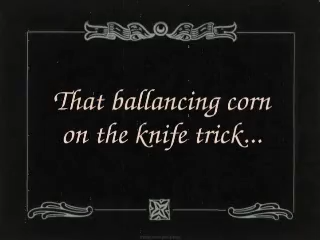 That ballancing corn
on the knife trick...